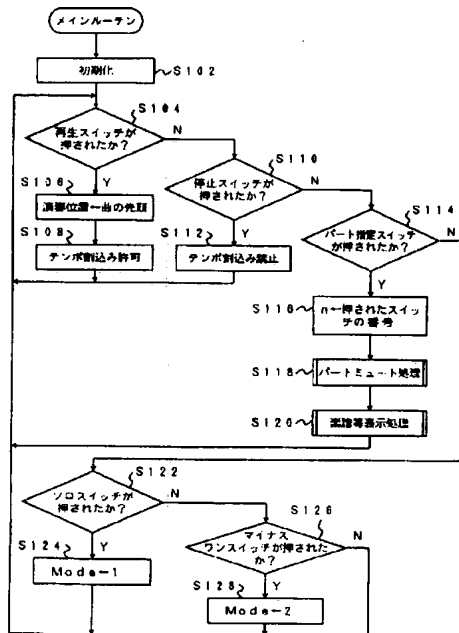 メインルーテン
初期化
S102
S104
再生スイッチが
押されたか?
N
Y
S106
演奏位置←曲の先頭
S108
テンポ割込み許可
S110
停止スイッチが
押されたか?
N
Y
S112
テンポ割込み禁止
S114
パート指定スイッチ
が押されたか?
N
Y
S116
n←押されたスイッ
チの番号
S118
パートミュート処理
S120
楽譜等表示処理
S122
ソロスイッチが
押されたか?
N
Y
S124
Mode←1
S126
マイナス
ワンスイッチが押された
か?
N
Y
S128
Mode←2